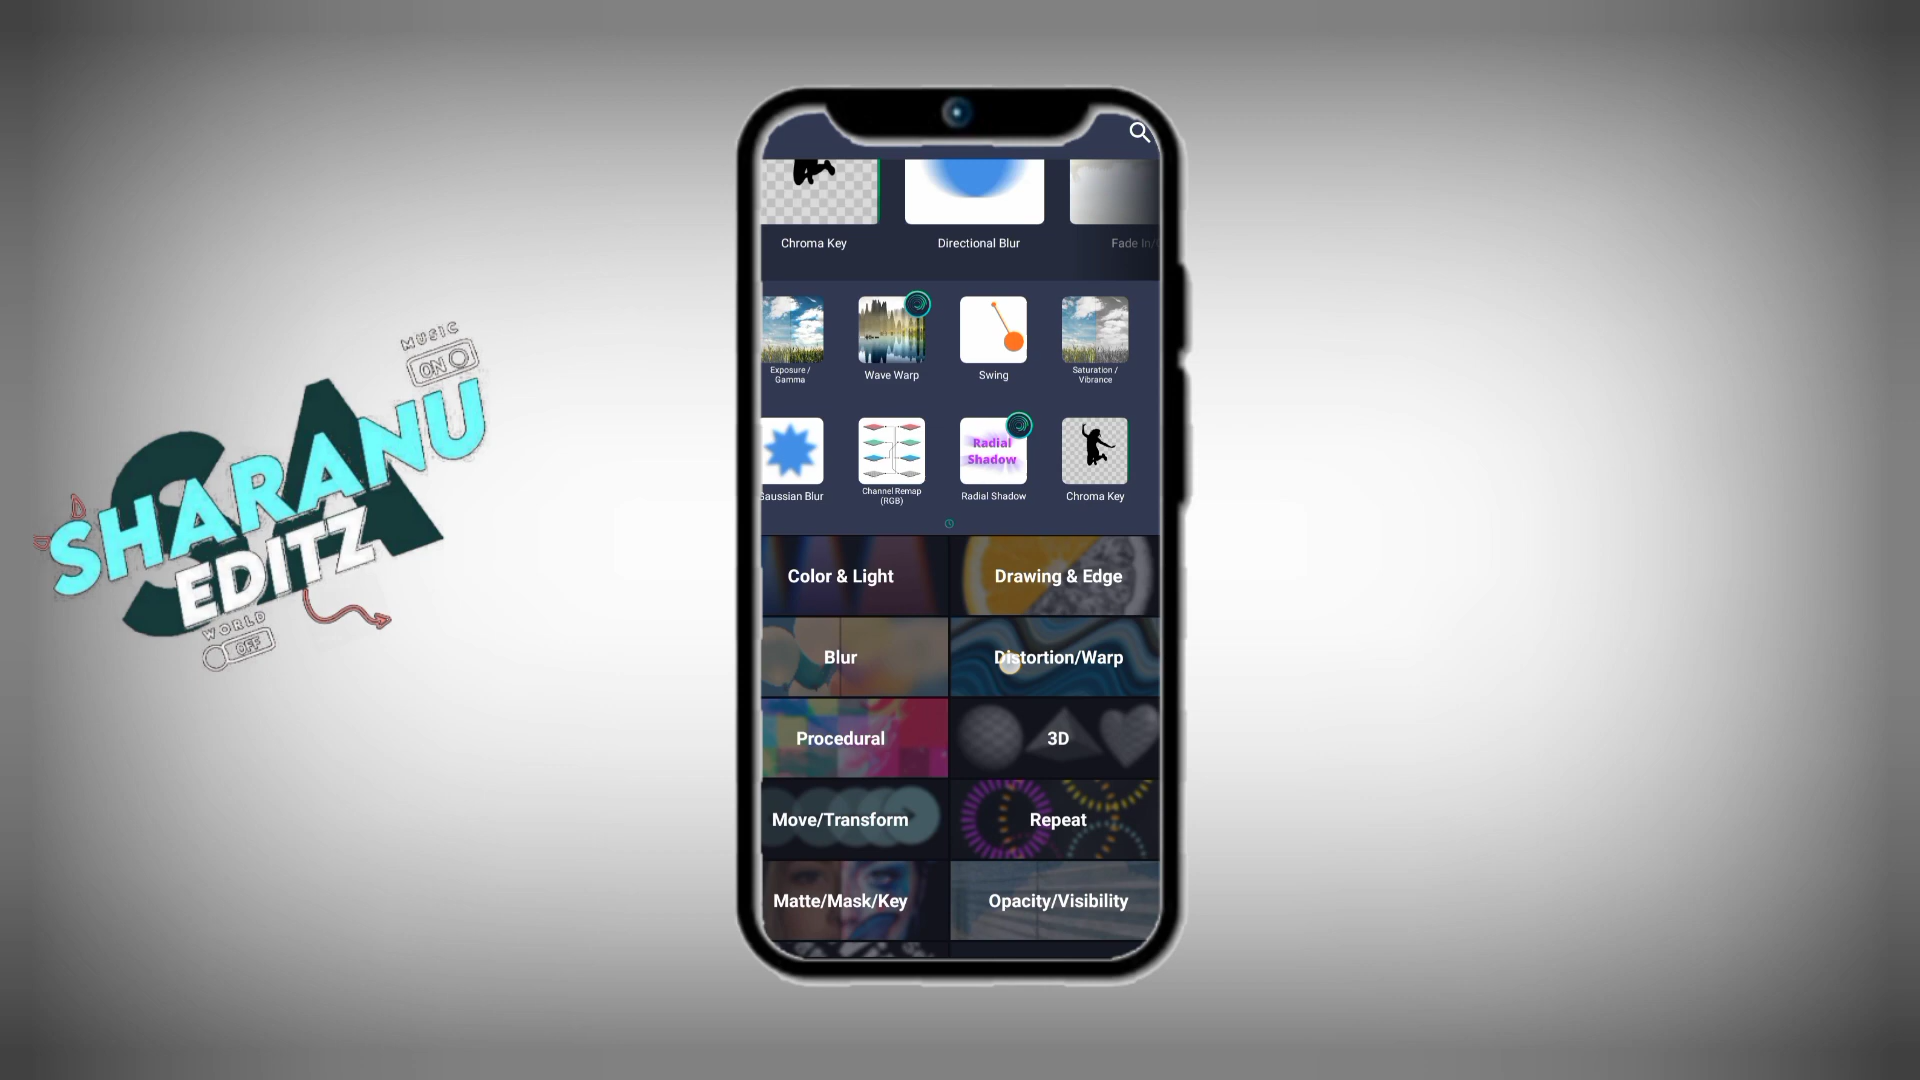 MUSIC
ON
SHARANU
EDITZ
WORLD
OFF
Chroma Key
Directional Blur
Fade In/
Exposure /
Gamma
Wave Warp
Swing
Saturation /
Vibrance
Gaussian Blur
Channel Remap
(RGB)
Radial
Shadow
Radial Shadow
Chroma Key
Color & Light
Drawing & Edge
Blur
Distortion/Warp
Procedural
3D
Move/Transform
Repeat
Matte/Mask/Key
Opacity/Visibility